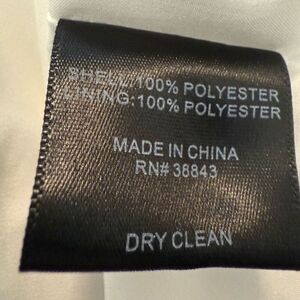 SHELL:100% POLYESTER
LINING:100% POLYESTER
MADE IN CHINA
RN# 38843
DRY CLEAN